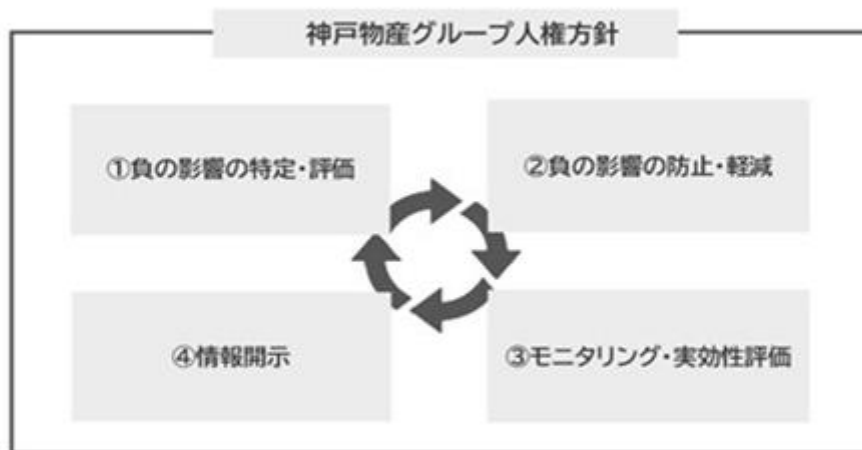 神戸物産グループ人権方針
①負の影響の特定・評価
②負の影響の防止・軽減
④情報開示
③モニタリング・実効性評価